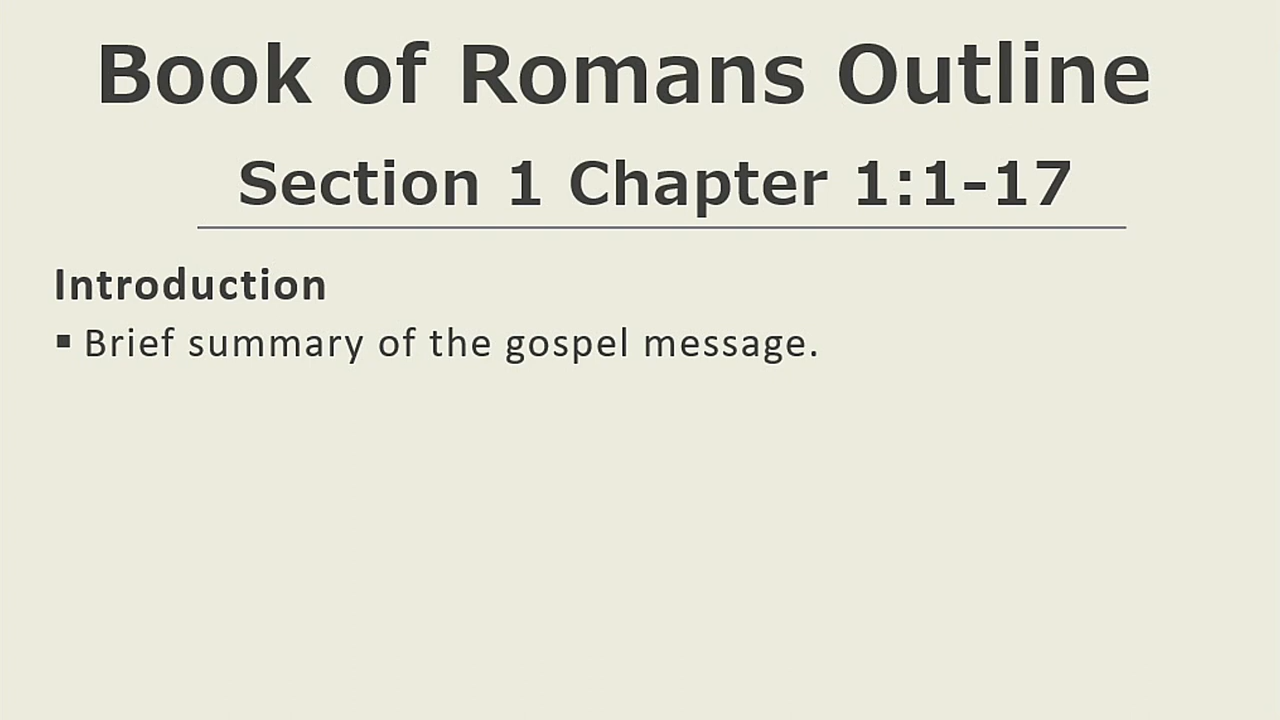 Book of Romans Outline
Section 1 Chapter 1:1-17
Introduction
▪ Brief summary of the gospel message.